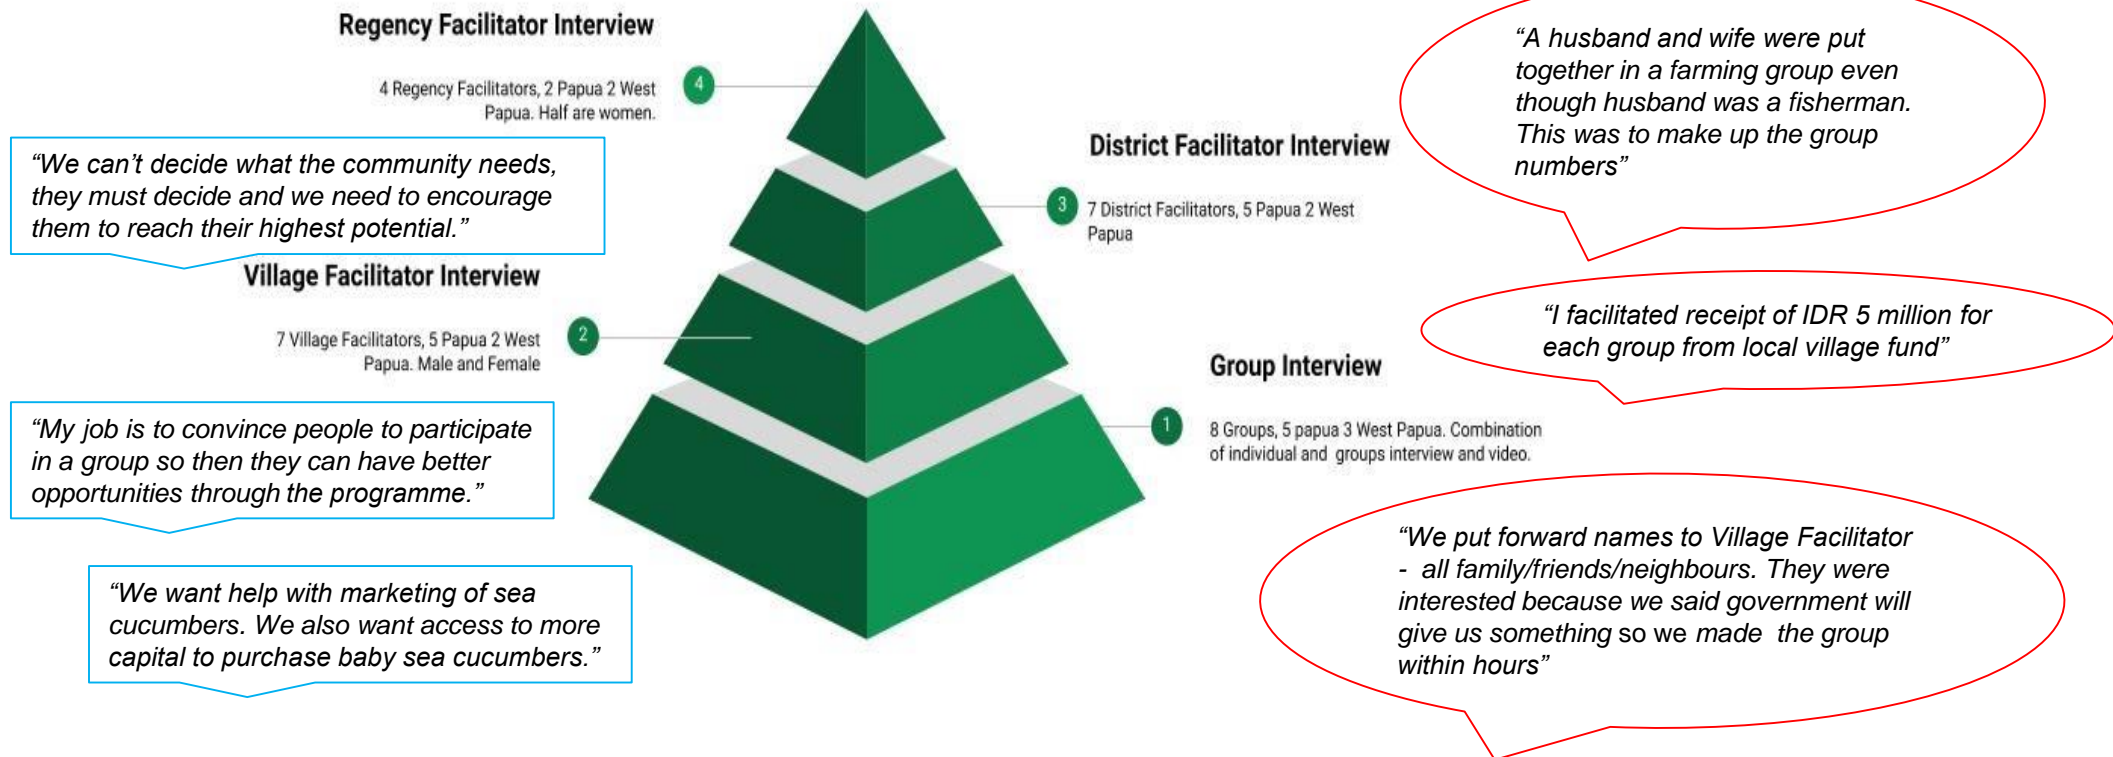 Regency Facilitator Interview
4 Regency Facilitators, 2 Papua 2 West
Papua. Half are women.
4
“We can’t decide what the community needs,
they must decide and we need to encourage
them to reach their highest potential.”
Village Facilitator Interview
7 Village Facilitators, 5 Papua 2 West
Papua. Male and Female
2
“My job is to convince people to participate
in a group so then they can have better
opportunities through the programme.”
“We want help with marketing of sea
cucumbers. We also want access to more
capital to purchase baby sea cucumbers.”
District Facilitator Interview
3
7 District Facilitators, 5 Papua 2 West
Papua
Group Interview
1
8 Groups, 5 papua 3 West Papua. Combination
of individual and groups interview and video.
“A husband and wife were put
together in a farming group even
though husband was a fisherman.
This was to make up the group
numbers”
“I facilitated receipt of IDR 5 million for
each group from local village fund”
“We put forward names to Village Facilitator
- all family/friends/neighbours. They were
interested because we said government will
give us something so we made the group
within hours”